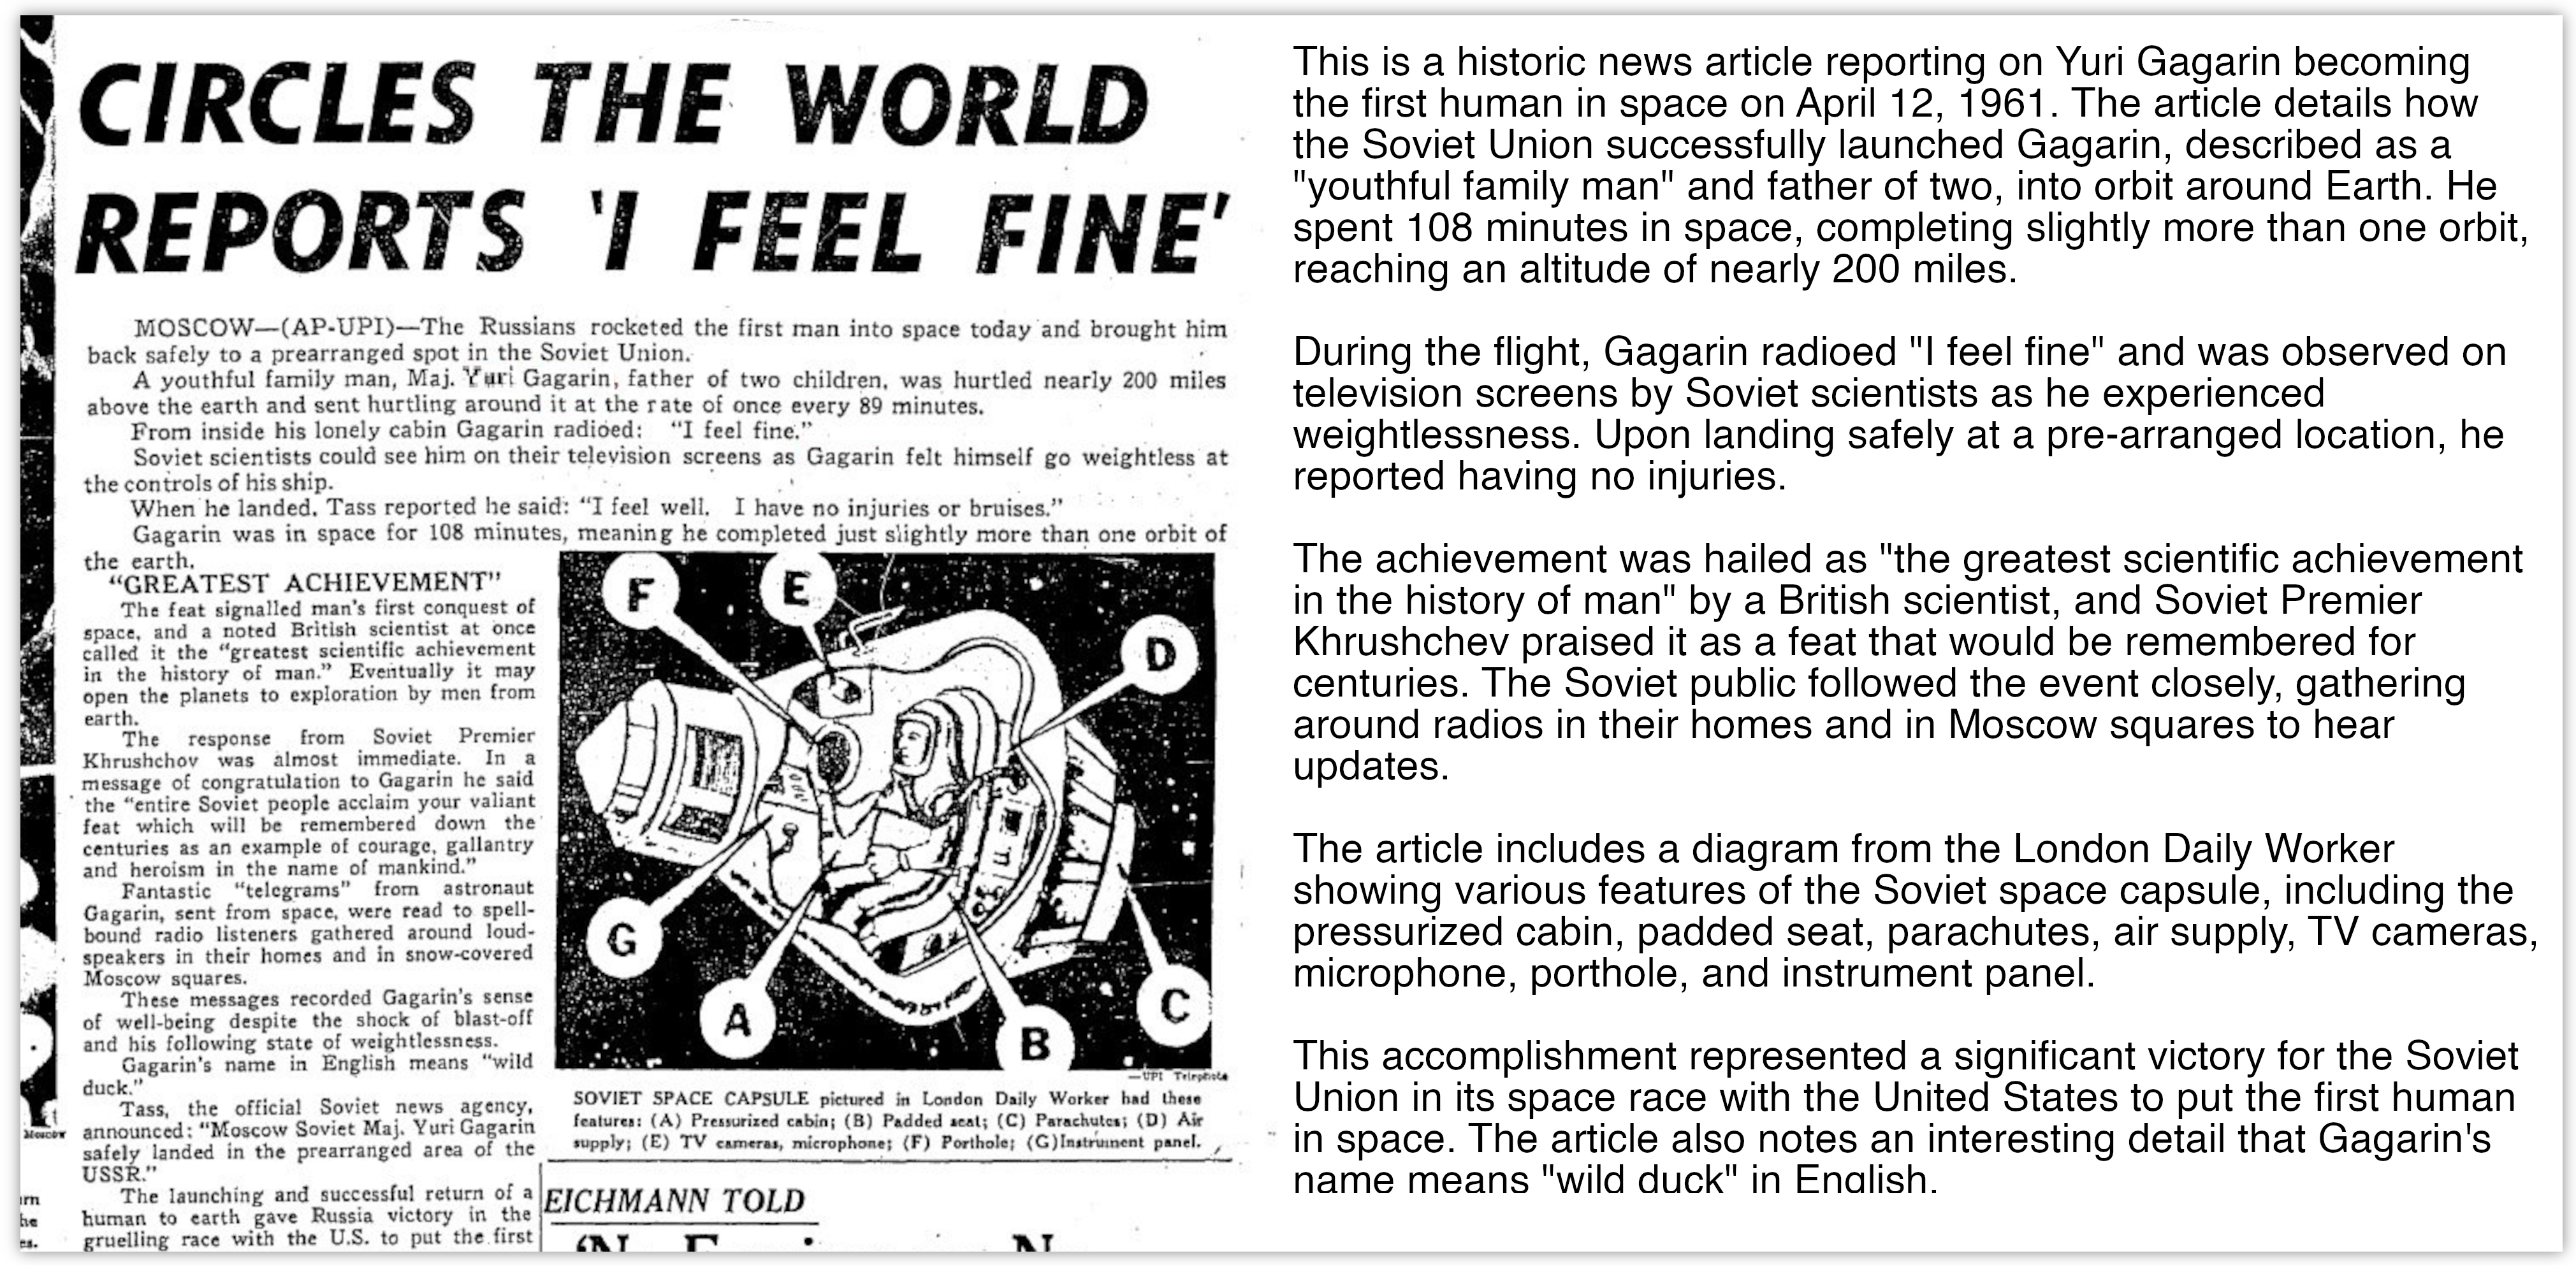 CIRCLES THE WORLD
REPORTS 'I FEEL FINE'
MOSCOW—(AP-UPI)—The Russians rocketed the first man into space today and brought him
back safely to a prearranged spot in the Soviet Union.
A youthful family man, Maj. Yuri Gagarin, father of two children, was hurtled nearly 200 miles
above the earth and sent hurtling around it at the rate of once every 89 minutes.
From inside his lonely cabin Gagarin radioed: "I feel fine."
Soviet scientists could see him on their television screens as Gagarin felt himself go weightless at
the controls of his ship.
When he landed, Tass reported he said: "I feel well. I have no injuries or bruises."
Gagarin was in space for 108 minutes, meaning he completed just slightly more than one orbit of
the earth.
"GREATEST ACHIEVEMENT"
The feat signalled man's first conquest of
space, and a noted British scientist at once
called it the "greatest scientific achievement
in the history of man." Eventually it may
open the planets to exploration by men from
earth.
The response from Soviet Premier
Khrushchov was almost immediate. In a
message of congratulation to Gagarin he said
the "entire Soviet people acclaim your valiant
feat which will be remembered down the
centuries as an example of courage, gallantry
and heroism in the name of mankind."
Fantastic "telegrams" from astronaut
Gagarin, sent from space, were read to spell-
bound radio listeners gathered around loud-
speakers in their homes and in snow-covered
Moscow squares.
These messages recorded Gagarin's sense
of well-being despite the shock of blast-off
and his following state of weightlessness.
Gagarin's name in English means "wild
duck."
Tass, the official Soviet news agency,
announced: "Moscow Soviet Maj. Yuri Gagarin
safely landed in the prearranged area of the
USSR."
The launching and successful return of a
human to earth gave Russia victory in the
gruelling race with the U.S. to put the first
F
E
D
G
A
B
C
—UPI Telephoto
SOVIET SPACE CAPSULE pictured in London Daily Worker had these
features: (A) Pressurized cabin; (B) Padded seat; (C) Parachutes; (D) Air
supply; (E) TV cameras, microphone; (F) Porthole; (G)Instrument panel.
EICHMANN TOLD
Moscow
This is a historic news article reporting on Yuri Gagarin becoming
the first human in space on April 12, 1961. The article details how
the Soviet Union successfully launched Gagarin, described as a
"youthful family man" and father of two, into orbit around Earth. He
spent 108 minutes in space, completing slightly more than one orbit,
reaching an altitude of nearly 200 miles.
During the flight, Gagarin radioed "I feel fine" and was observed on
television screens by Soviet scientists as he experienced
weightlessness. Upon landing safely at a pre-arranged location, he
reported having no injuries.
The achievement was hailed as "the greatest scientific achievement
in the history of man" by a British scientist, and Soviet Premier
Khrushchev praised it as a feat that would be remembered for
centuries. The Soviet public followed the event closely, gathering
around radios in their homes and in Moscow squares to hear
updates.
The article includes a diagram from the London Daily Worker
showing various features of the Soviet space capsule, including the
pressurized cabin, padded seat, parachutes, air supply, TV cameras,
microphone, porthole, and instrument panel.
This accomplishment represented a significant victory for the Soviet
Union in its space race with the United States to put the first human
in space. The article also notes an interesting detail that Gagarin's
name means "wild duck" in English.